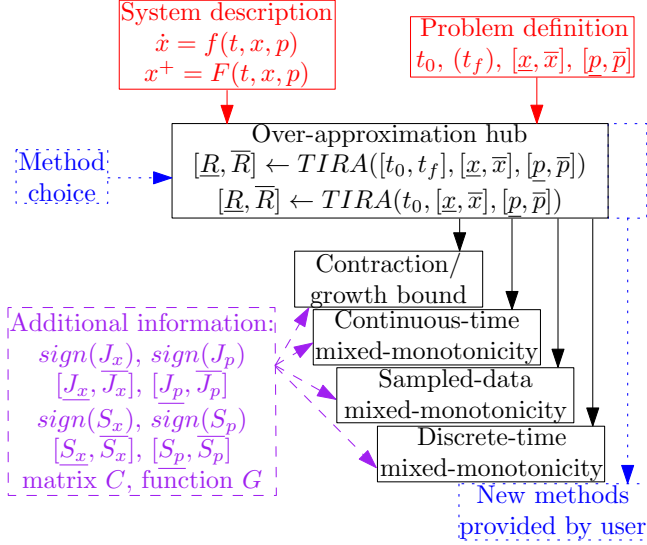 System description
ẋ = f(t, x, p)
x⁺ = F(t, x, p)
Problem definition
t₀, (t_f), [x̲, x̅], [p̲, p̅]
Method
choice
Over-approximation hub
[R̲, R̅] ← TIRA([t₀, t_f], [x̲, x̅], [p̲, p̅])
[R̲, R̅] ← TIRA(t₀, [x̲, x̅], [p̲, p̅])
Contraction/
growth bound
Continuous-time
mixed-monotonicity
Sampled-data
mixed-monotonicity
Discrete-time
mixed-monotonicity
Additional information:
sign(J_x), sign(J_p)
[J̲_x, J̅_x], [J̲_p, J̅_p]
sign(S_x), sign(S_p)
[S̲_x, S̅_x], [S̲_p, S̅_p]
matrix C, function G
New methods
provided by user